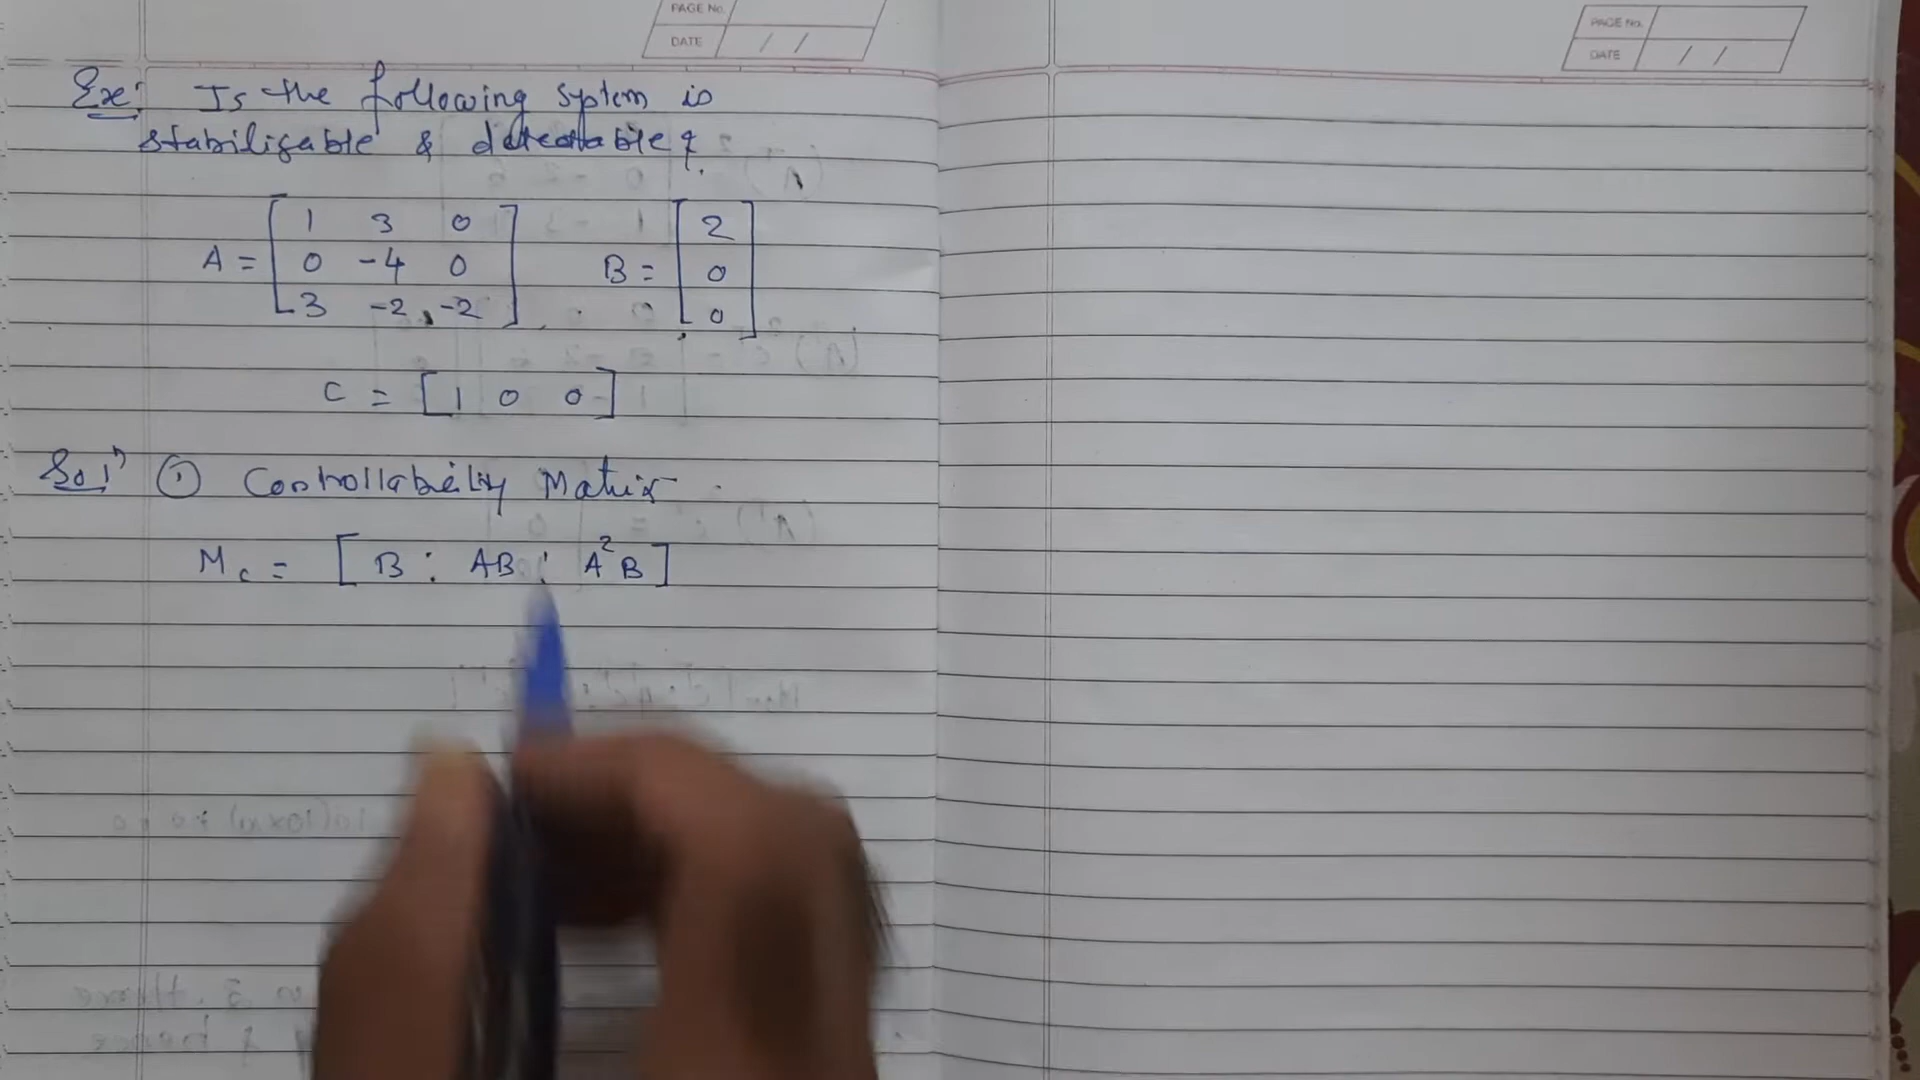 PAGE No.
DATE / /
PAGE No.
DATE / /
Ex: Is the following system is
stabilizable & detectable?
A = [ 1 3 0
0 -4 0
3 -2 -2 ]
B = [ 2
0
0 ]
C = [ 1 0 0 ]
Solⁿ ① Controllability Matrix
Mc = [ B : AB : A²B ]